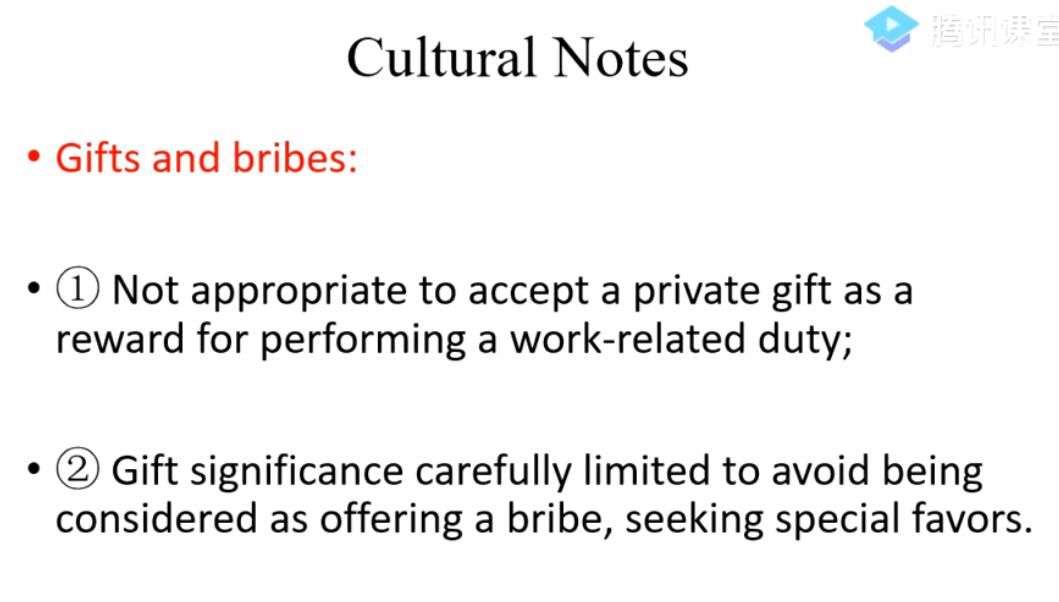 腾讯课堂
Cultural Notes
• Gifts and bribes:
• ① Not appropriate to accept a private gift as a
reward for performing a work-related duty;
• ② Gift significance carefully limited to avoid being
considered as offering a bribe, seeking special favors.